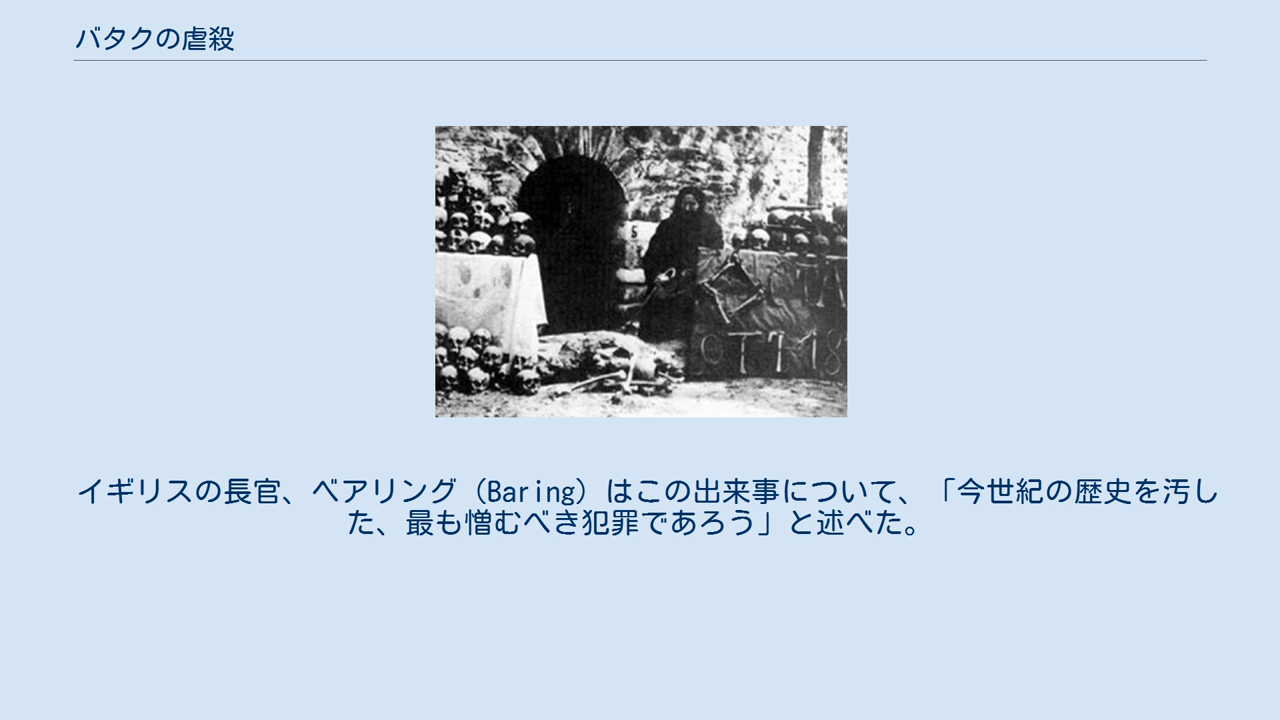 バタクの虐殺
イギリスの長官、ベアリング（Baring）はこの出来事について、「今世紀の歴史を汚し
た、最も憎むべき犯罪であろう」と述べた。